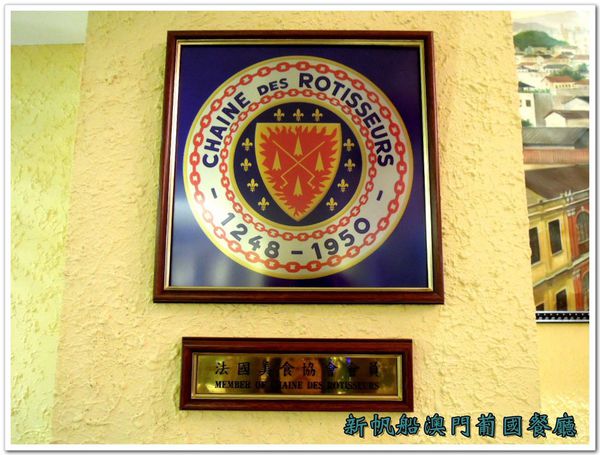 CHAINE DES ROTISSEURS
- 1248 - 1950 -
法國美食協會會員
MEMBER OF CHAINE DES ROTISSEURS
新帆船澳門葡國餐廳